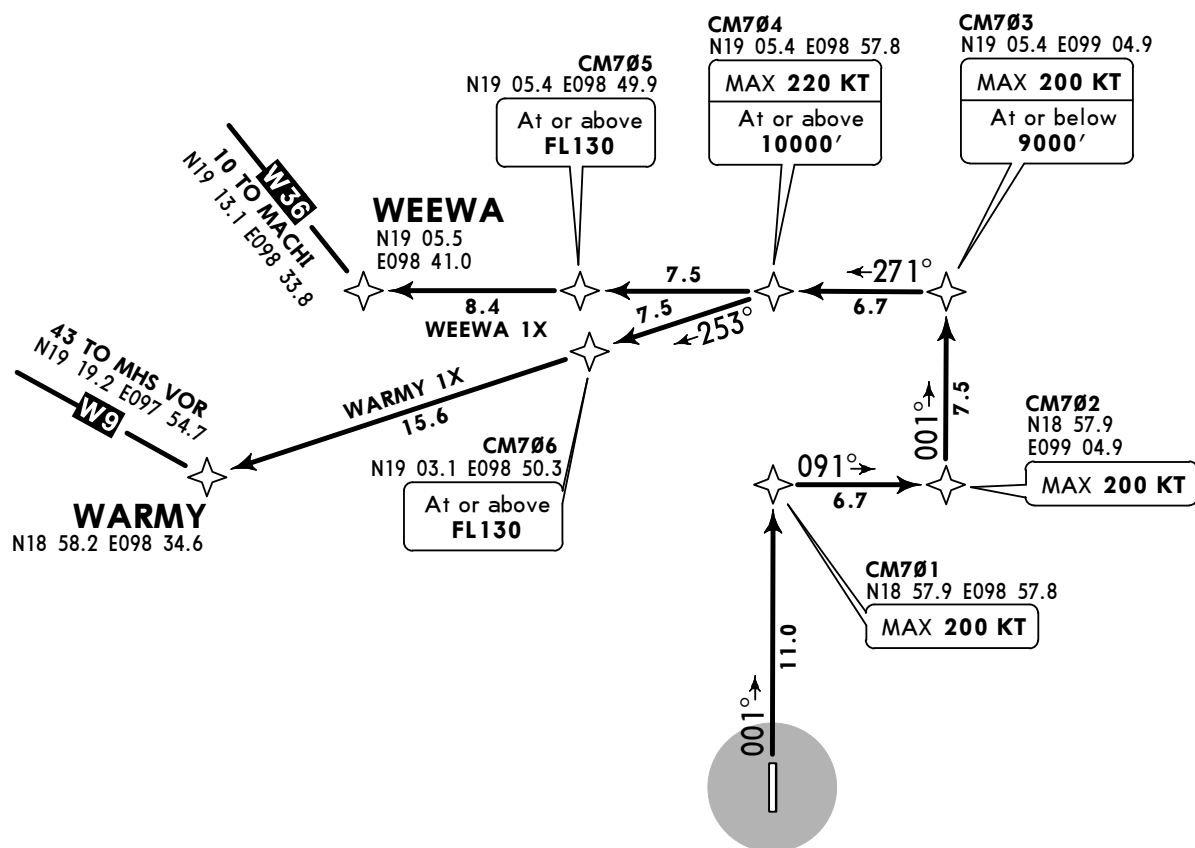 CM7Ø4
N19 05.4 E098 57.8
MAX 220 KT
At or above
10000′
CM7Ø3
N19 05.4 E099 04.9
MAX 200 KT
At or below
9000′
CM7Ø5
N19 05.4 E098 49.9
At or above
FL130
W36
10 TO MACHI
N19 13.1 E098 33.8
WEEWA
N19 05.5
E098 41.0
8.4
WEEWA 1X
7.5
7.5
253°
271°
6.7
43 TO MHS VOR
N19 19.2 E097 54.7
W9
WARMY 1X
15.6
WARMY
N18 58.2 E098 34.6
CM7Ø6
N19 03.1 E098 50.3
At or above
FL130
001°
7.5
CM7Ø2
N18 57.9
E099 04.9
MAX 200 KT
091°
6.7
CM7Ø1
N18 57.9 E098 57.8
MAX 200 KT
11.0
001°